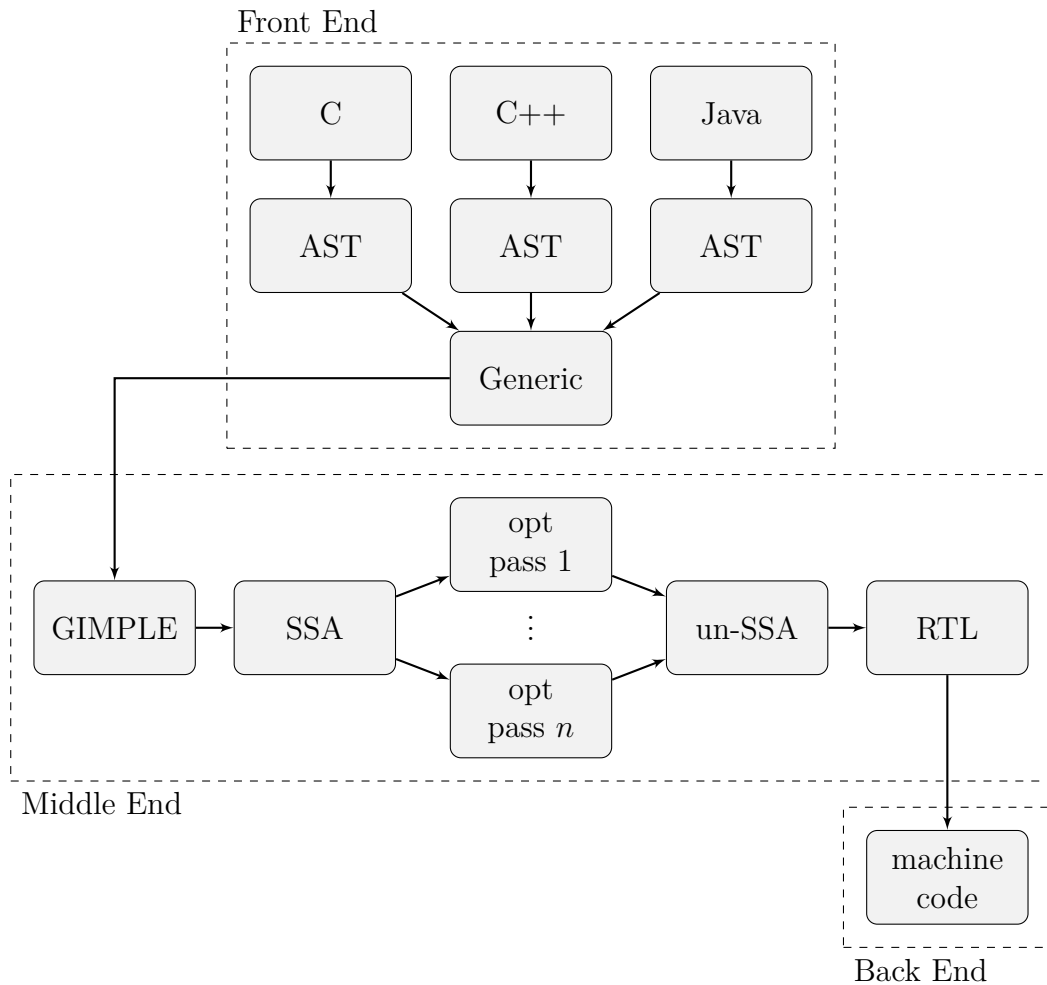 Front End
C
C++
Java
AST
AST
AST
Generic
opt
pass 1
GIMPLE
SSA
⋮
un-SSA
RTL
opt
pass n
Middle End
machine
code
Back End